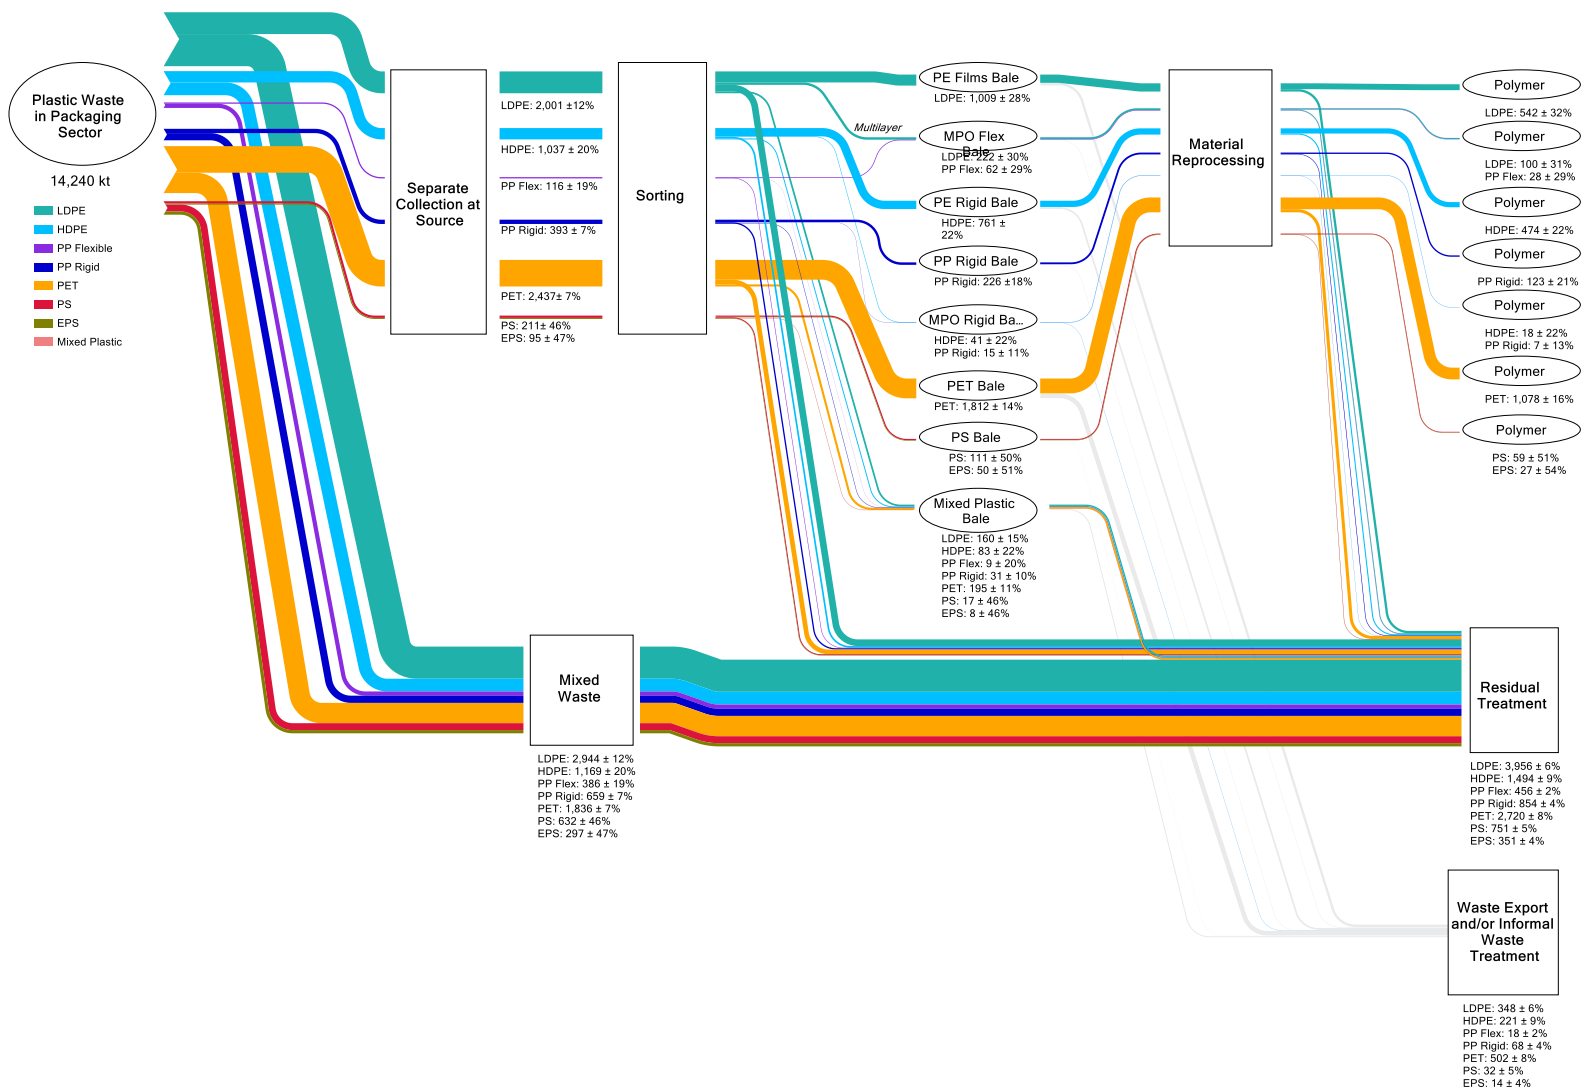 Plastic Waste
in Packaging
Sector
14,240 kt
LDPE
HDPE
PP Flexible
PP Rigid
PET
PS
EPS
Mixed Plastic
Separate
Collection at
Source
LDPE: 2,001 ±12%
HDPE: 1,037 ± 20%
PP Flex: 116 ± 19%
PP Rigid: 393 ± 7%
PET: 2,437± 7%
PS: 211± 46%
EPS: 95 ± 47%
Sorting
Multilayer
PE Films Bale
LDPE: 1,009 ± 28%
MPO Flex
Bale
LDPE: 222 ± 30%
PP Flex: 62 ± 29%
PE Rigid Bale
HDPE: 761 ±
22%
PP Rigid Bale
PP Rigid: 226 ±18%
MPO Rigid Ba...
HDPE: 41 ± 22%
PP Rigid: 15 ± 11%
PET Bale
PET: 1,812 ± 14%
PS Bale
PS: 111 ± 50%
EPS: 50 ± 51%
Mixed Plastic
Bale
LDPE: 160 ± 15%
HDPE: 83 ± 22%
PP Flex: 9 ± 20%
PP Rigid: 31 ± 10%
PET: 195 ± 11%
PS: 17 ± 46%
EPS: 8 ± 46%
Material
Reprocessing
Polymer
LDPE: 542 ± 32%
Polymer
LDPE: 100 ± 31%
PP Flex: 28 ± 29%
Polymer
HDPE: 474 ± 22%
Polymer
PP Rigid: 123 ± 21%
Polymer
HDPE: 18 ± 22%
PP Rigid: 7 ± 13%
Polymer
PET: 1,078 ± 16%
Polymer
PS: 59 ± 51%
EPS: 27 ± 54%
Mixed
Waste
LDPE: 2,944 ± 12%
HDPE: 1,169 ± 20%
PP Flex: 386 ± 19%
PP Rigid: 659 ± 7%
PET: 1,836 ± 7%
PS: 632 ± 46%
EPS: 297 ± 47%
Residual
Treatment
LDPE: 3,956 ± 6%
HDPE: 1,494 ± 9%
PP Flex: 456 ± 2%
PP Rigid: 854 ± 4%
PET: 2,720 ± 8%
PS: 751 ± 5%
EPS: 351 ± 4%
Waste Export
and/or Informal
Waste
Treatment
LDPE: 348 ± 6%
HDPE: 221 ± 9%
PP Flex: 18 ± 2%
PP Rigid: 68 ± 4%
PET: 502 ± 8%
PS: 32 ± 5%
EPS: 14 ± 4%